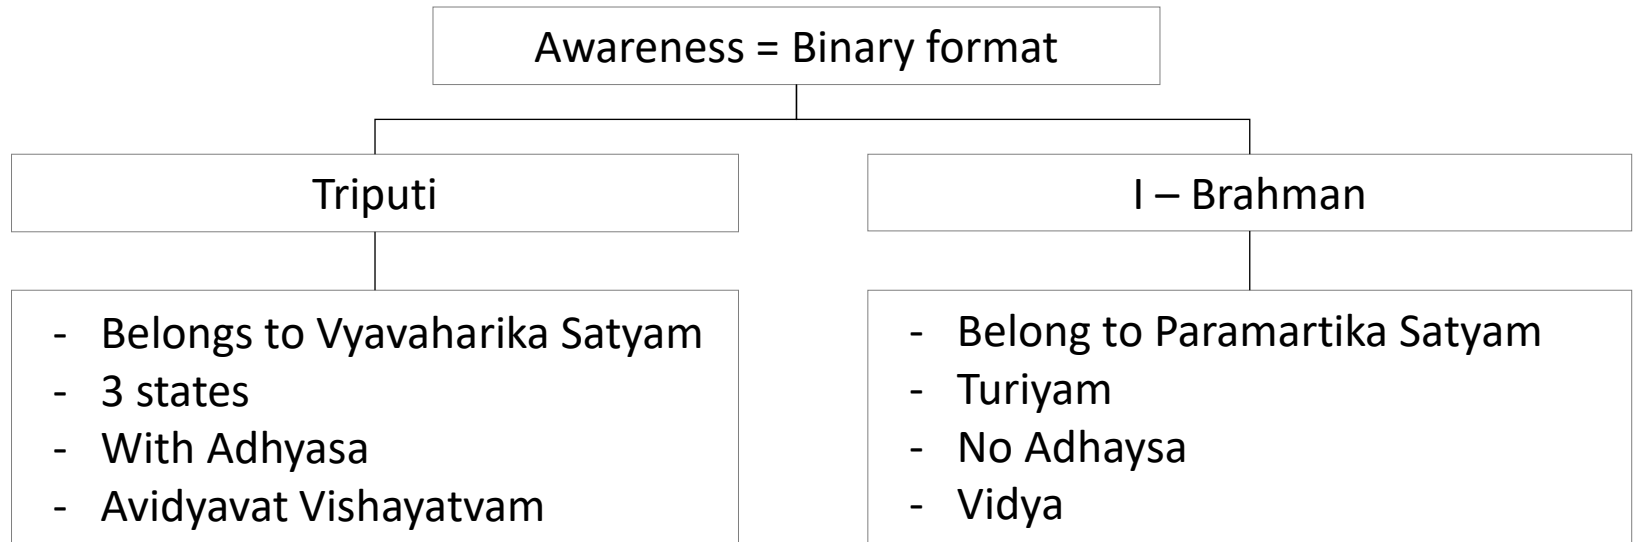 Awareness = Binary format
Triputi
I – Brahman
- Belongs to Vyavaharika Satyam
- 3 states
- With Adhyasa
- Avidyavat Vishayatvam
- Belong to Paramartika Satyam
- Turiyam
- No Adhaysa
- Vidya